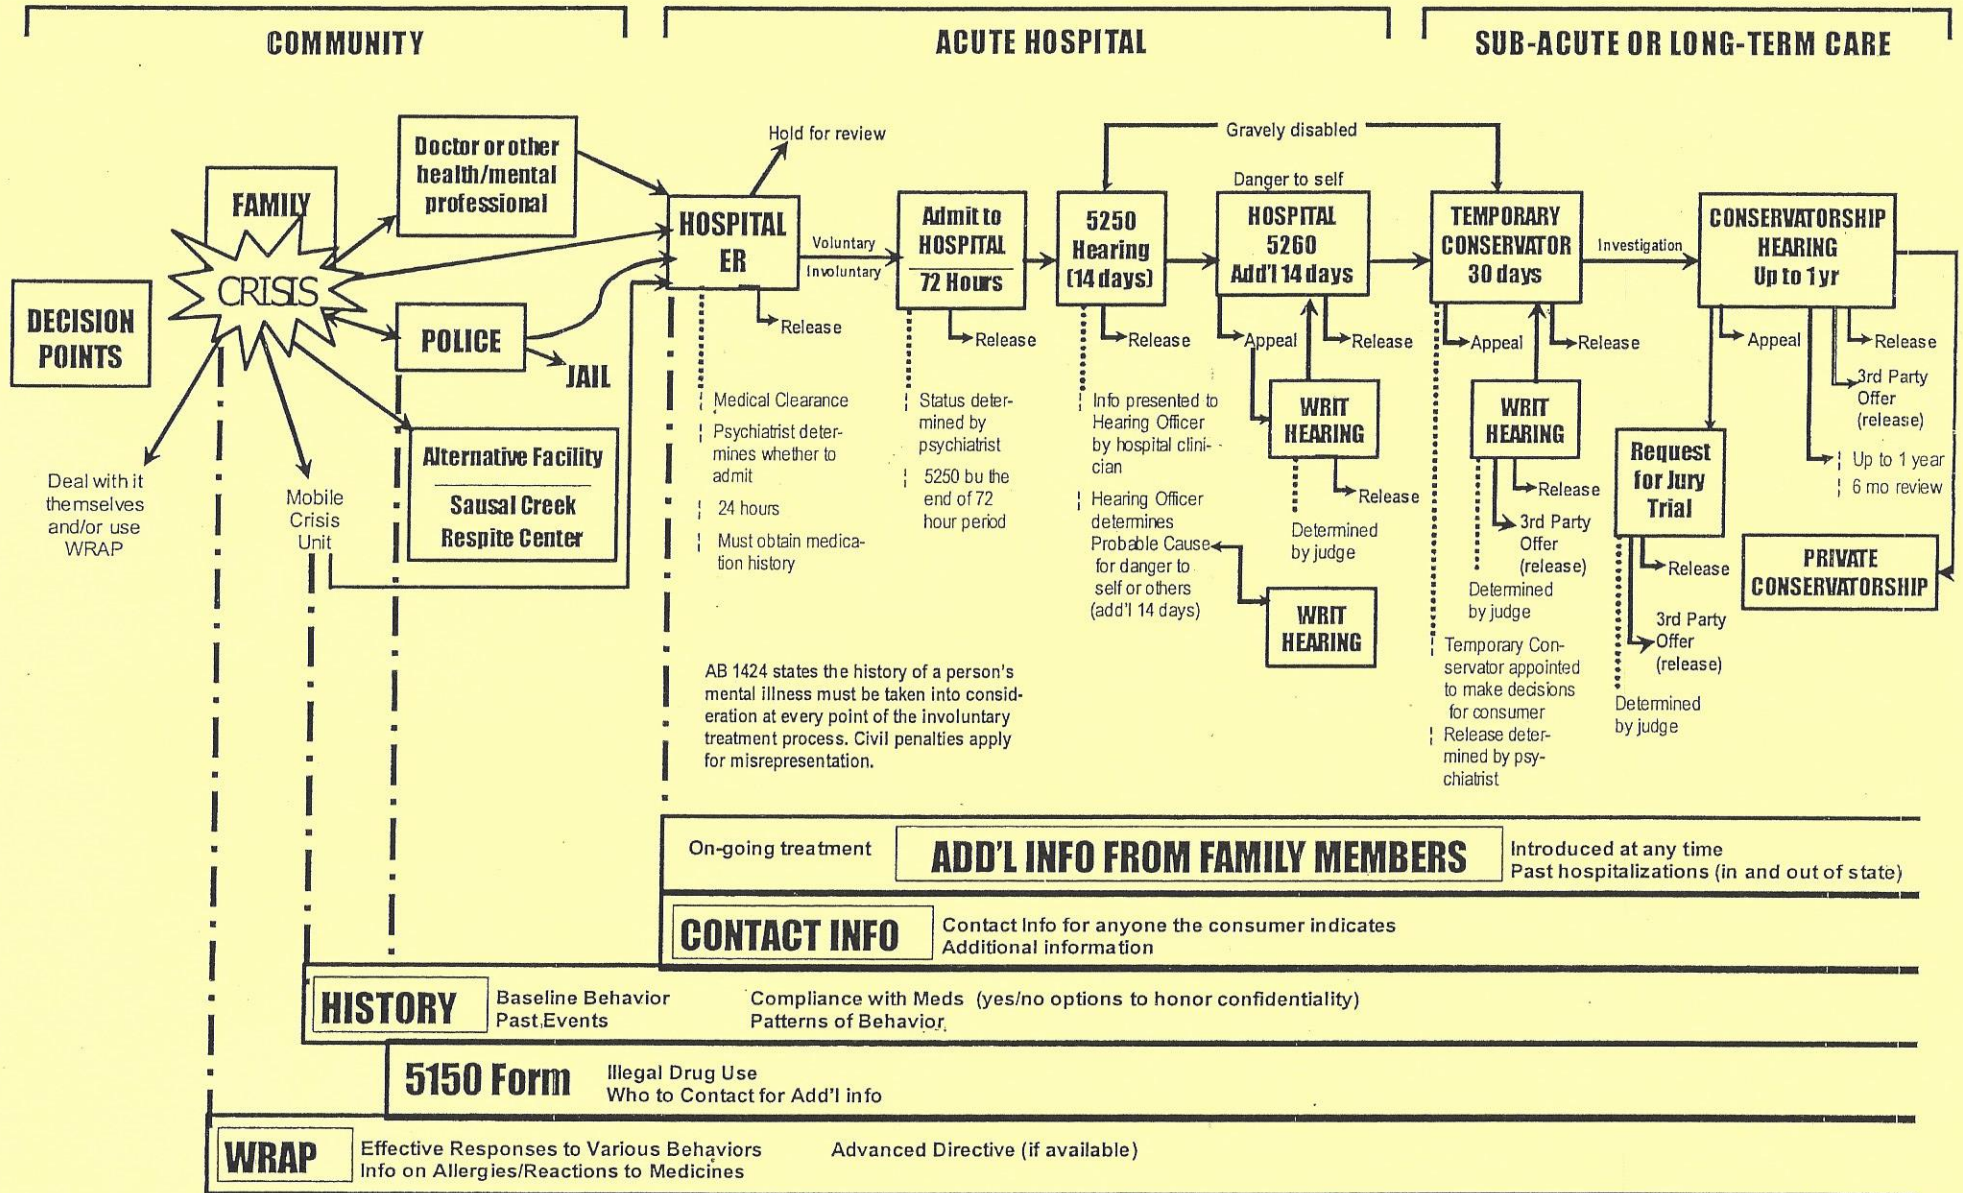 COMMUNITY
ACUTE HOSPITAL
SUB-ACUTE OR LONG-TERM CARE
DECISION
POINTS
FAMILY
CRISIS
Deal with it
themselves
and/or use
WRAP
Mobile
Crisis
Unit
Doctor or other
health/mental
professional
POLICE
JAIL
Alternative Facility
Sausal Creek
Respite Center
Hold for review
HOSPITAL
ER
Release
Medical Clearance
Psychiatrist deter-
mines whether to
admit
24 hours
Must obtain medica-
tion history
Voluntary
Involuntary
Admit to
HOSPITAL
72 Hours
Release
Status deter-
mined by
psychiatrist
5250 bu the
end of 72
hour period
Gravely disabled
5250
Hearing
(14 days)
Release
Info presented to
Hearing Officer
by hospital clini-
cian
Hearing Officer
determines
Probable Cause
for danger to
self or others
(add'l 14 days)
WRIT
HEARING
Danger to self
HOSPITAL
5260
Add'l 14 days
Appeal
Release
WRIT
HEARING
Release
Determined
by judge
TEMPORARY
CONSERVATOR
30 days
Appeal
Release
WRIT
HEARING
Release
3rd Party
Offer
(release)
Determined
by judge
Temporary Con-
servator appointed
to make decisions
for consumer
Release deter-
mined by psy-
chiatrist
Investigation
CONSERVATORSHIP
HEARING
Up to 1 yr
Appeal
Release
3rd Party
Offer
(release)
Up to 1 year
6 mo review
Request
for Jury
Trial
Release
3rd Party
Offer
(release)
Determined
by judge
PRIVATE
CONSERVATORSHIP
AB 1424 states the history of a person's
mental illness must be taken into consid-
eration at every point of the involuntary
treatment process. Civil penalties apply
for misrepresentation.
On-going treatment
ADD'L INFO FROM FAMILY MEMBERS
Introduced at any time
Past hospitalizations (in and out of state)
CONTACT INFO
Contact Info for anyone the consumer indicates
Additional information
HISTORY
Baseline Behavior
Past Events
Compliance with Meds (yes/no options to honor confidentiality)
Patterns of Behavior
5150 Form
Illegal Drug Use
Who to Contact for Add'l info
WRAP
Effective Responses to Various Behaviors
Info on Allergies/Reactions to Medicines
Advanced Directive (if available)